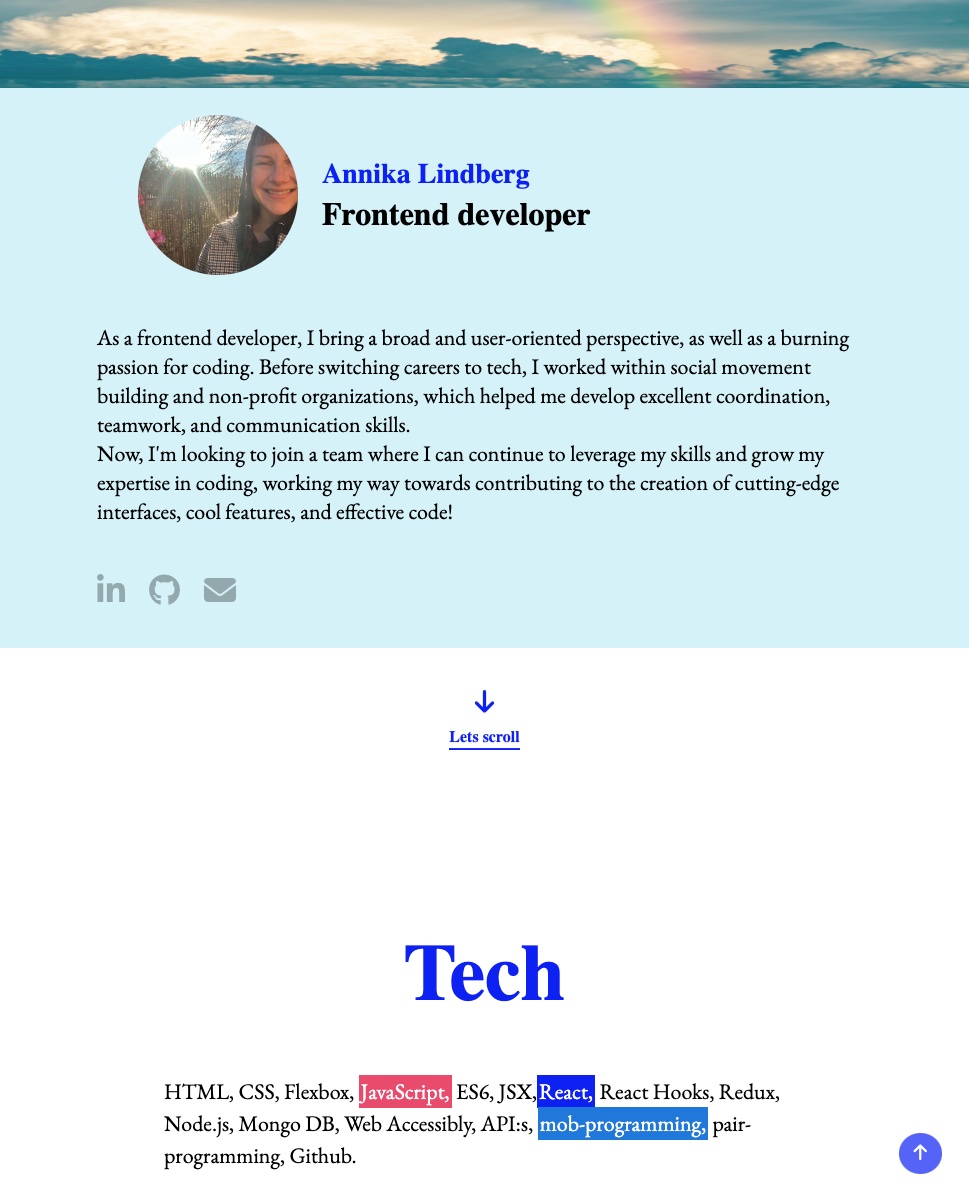 Annika Lindberg
Frontend developer
As a frontend developer, I bring a broad and user-oriented perspective, as well as a burning
passion for coding. Before switching careers to tech, I worked within social movement
building and non-profit organizations, which helped me develop excellent coordination,
teamwork, and communication skills.
Now, I'm looking to join a team where I can continue to leverage my skills and grow my
expertise in coding, working my way towards contributing to the creation of cutting-edge
interfaces, cool features, and effective code!
in
Lets scroll
Tech
HTML, CSS, Flexbox, JavaScript, ES6, JSX, React, React Hooks, Redux,
Node.js, Mongo DB, Web Accessibly, API:s, mob-programming, pair-
programming, Github.